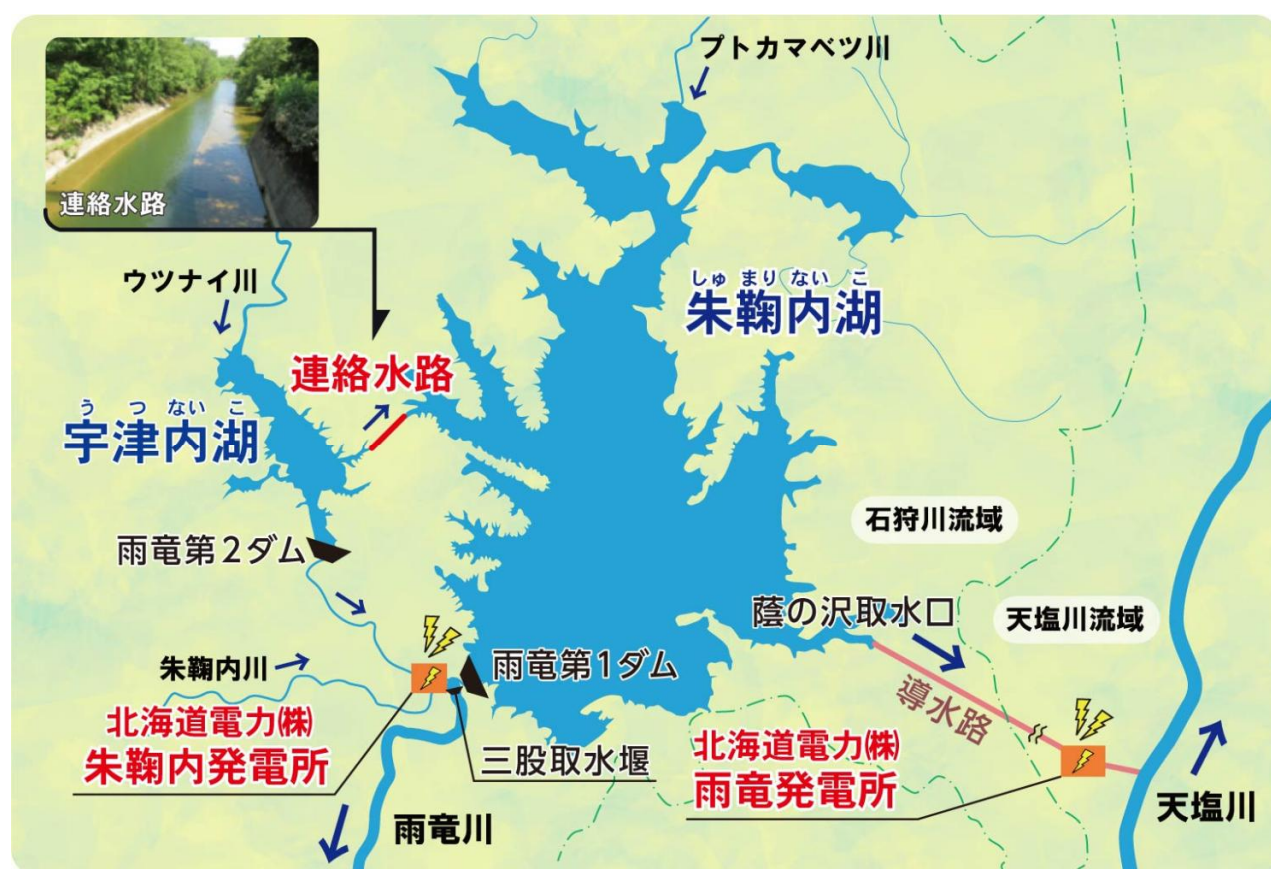 プトカマベツ川
連絡水路
ウツナイ川
しゅ まり ない こ
朱鞠内湖
連絡水路
う つ ない こ
宇津内湖
石狩川流域
雨竜第2ダム
蔭の沢取水口
天塩川流域
朱鞠内川
雨竜第1ダム
導水路
北海道電力㈱
朱鞠内発電所
三股取水堰
北海道電力㈱
雨竜発電所
天塩川
雨竜川